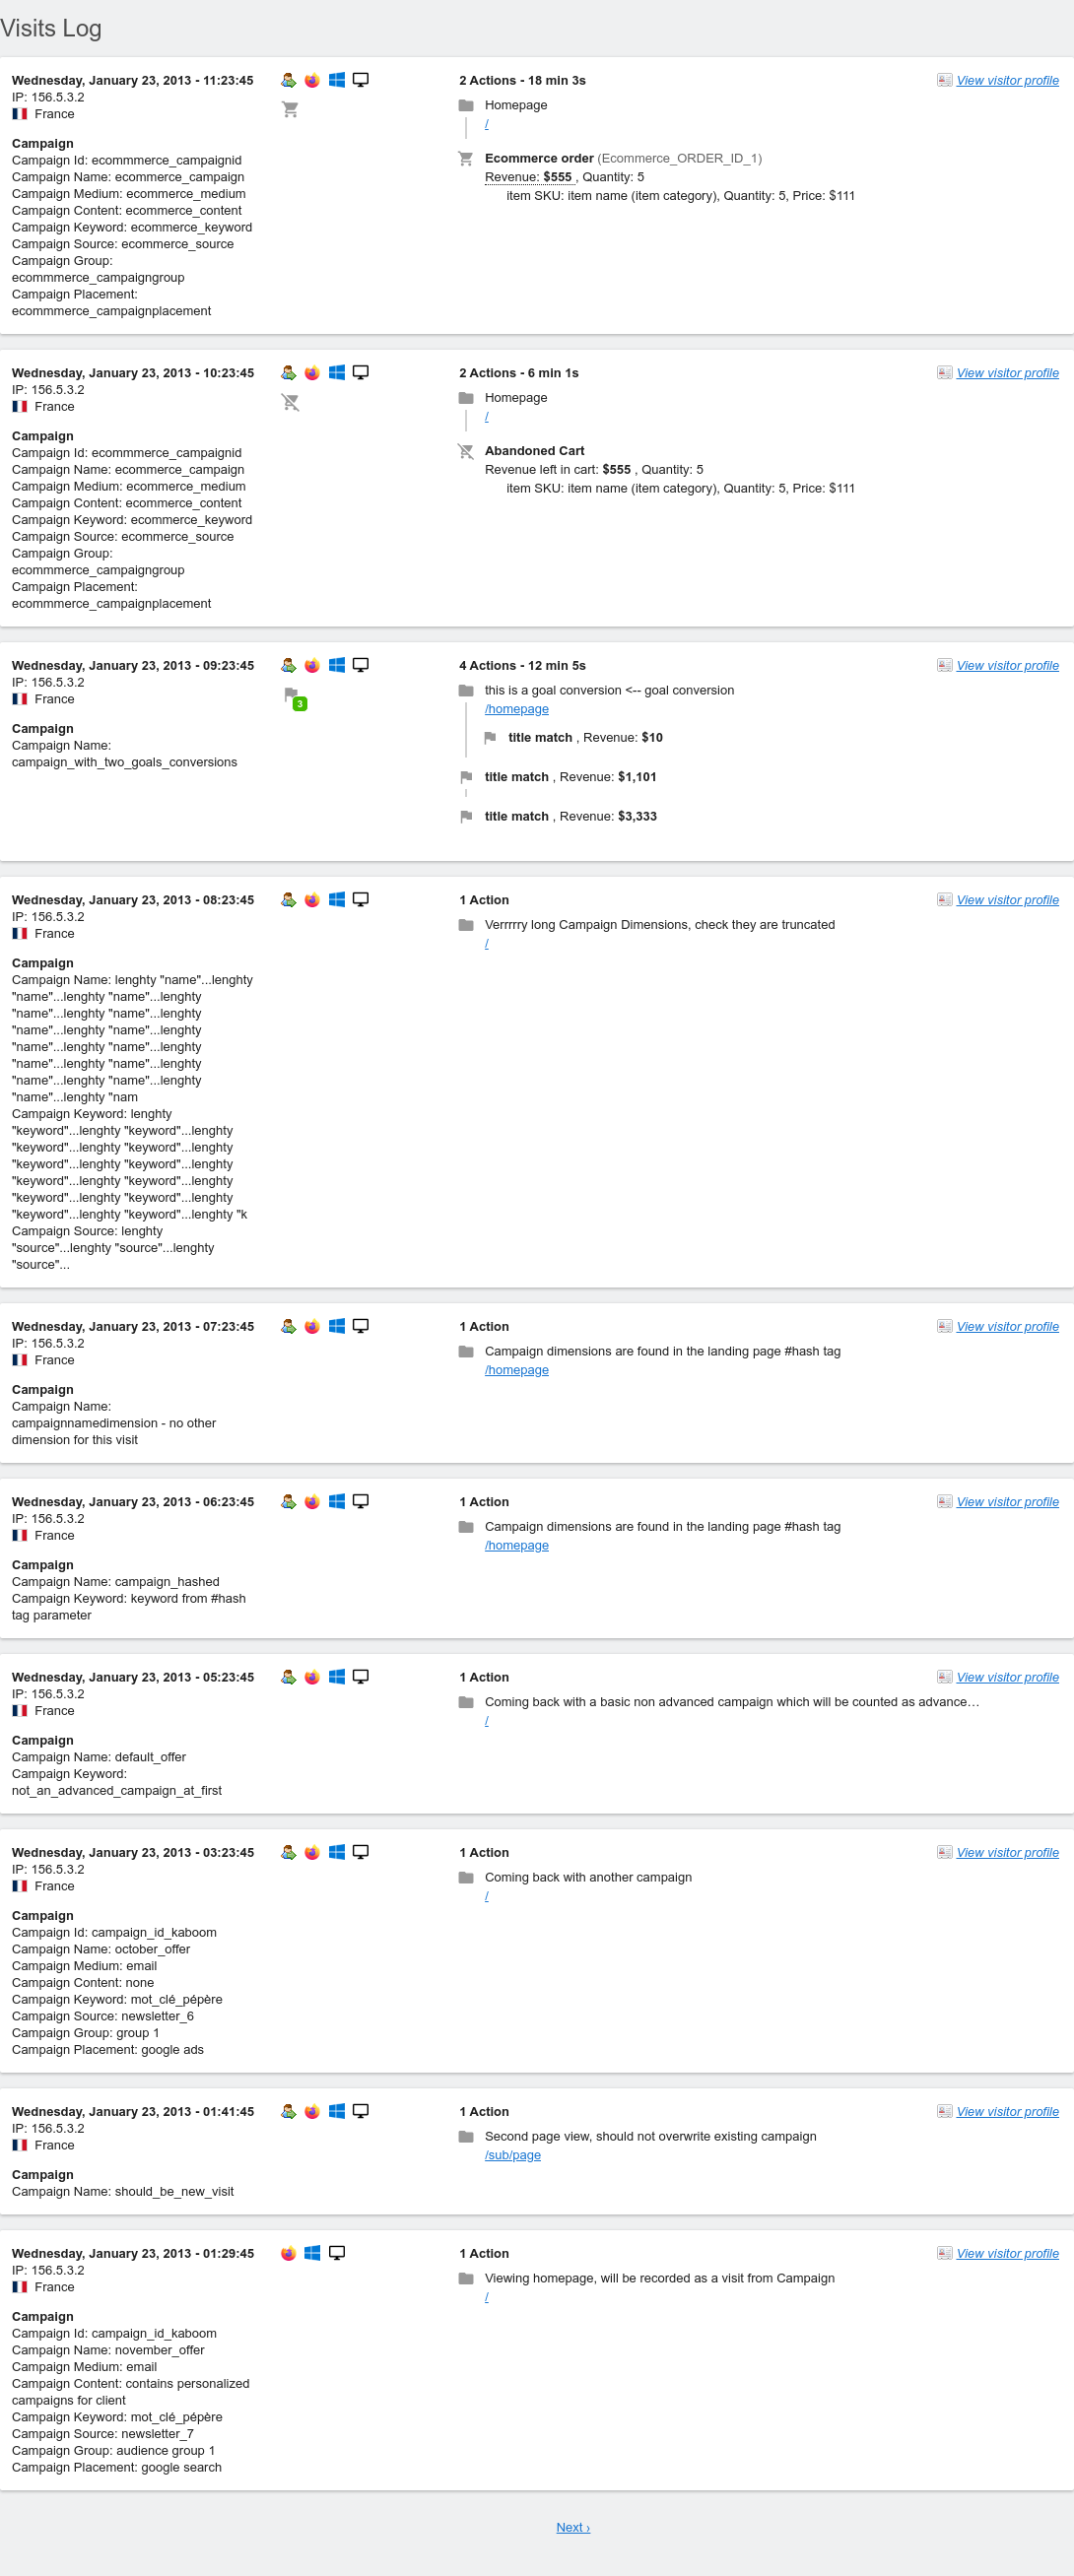 Visits Log
Wednesday, January 23, 2013 - 11:23:45
IP: 156.5.3.2
France
Campaign
Campaign Id: ecommmerce_campaignid
Campaign Name: ecommerce_campaign
Campaign Medium: ecommerce_medium
Campaign Content: ecommerce_content
Campaign Keyword: ecommerce_keyword
Campaign Source: ecommerce_source
Campaign Group:
ecommmerce_campaigngroup
Campaign Placement:
ecommmerce_campaignplacement
2 Actions - 18 min 3s
Homepage
/
Ecommerce order (Ecommerce_ORDER_ID_1)
Revenue: $555 , Quantity: 5
item SKU: item name (item category), Quantity: 5, Price: $111
View visitor profile
Wednesday, January 23, 2013 - 10:23:45
IP: 156.5.3.2
France
Campaign
Campaign Id: ecommmerce_campaignid
Campaign Name: ecommerce_campaign
Campaign Medium: ecommerce_medium
Campaign Content: ecommerce_content
Campaign Keyword: ecommerce_keyword
Campaign Source: ecommerce_source
Campaign Group:
ecommmerce_campaigngroup
Campaign Placement:
ecommmerce_campaignplacement
2 Actions - 6 min 1s
Homepage
/
Abandoned Cart
Revenue left in cart: $555 , Quantity: 5
item SKU: item name (item category), Quantity: 5, Price: $111
View visitor profile
Wednesday, January 23, 2013 - 09:23:45
IP: 156.5.3.2
France
Campaign
Campaign Name:
campaign_with_two_goals_conversions
3
4 Actions - 12 min 5s
this is a goal conversion <-- goal conversion
/homepage
title match , Revenue: $10
title match , Revenue: $1,101
title match , Revenue: $3,333
View visitor profile
Wednesday, January 23, 2013 - 08:23:45
IP: 156.5.3.2
France
Campaign
Campaign Name: lenghty "name"...lenghty
"name"...lenghty "name"...lenghty
"name"...lenghty "name"...lenghty
"name"...lenghty "name"...lenghty
"name"...lenghty "name"...lenghty
"name"...lenghty "name"...lenghty
"name"...lenghty "name"...lenghty
"name"...lenghty "nam
Campaign Keyword: lenghty
"keyword"...lenghty "keyword"...lenghty
"keyword"...lenghty "keyword"...lenghty
"keyword"...lenghty "keyword"...lenghty
"keyword"...lenghty "keyword"...lenghty
"keyword"...lenghty "keyword"...lenghty
"keyword"...lenghty "keyword"...lenghty "k
Campaign Source: lenghty
"source"...lenghty "source"...lenghty
"source"...
1 Action
Verrrrry long Campaign Dimensions, check they are truncated
/
View visitor profile
Wednesday, January 23, 2013 - 07:23:45
IP: 156.5.3.2
France
Campaign
Campaign Name:
campaignnamedimension - no other
dimension for this visit
1 Action
Campaign dimensions are found in the landing page #hash tag
/homepage
View visitor profile
Wednesday, January 23, 2013 - 06:23:45
IP: 156.5.3.2
France
Campaign
Campaign Name: campaign_hashed
Campaign Keyword: keyword from #hash
tag parameter
1 Action
Campaign dimensions are found in the landing page #hash tag
/homepage
View visitor profile
Wednesday, January 23, 2013 - 05:23:45
IP: 156.5.3.2
France
Campaign
Campaign Name: default_offer
Campaign Keyword:
not_an_advanced_campaign_at_first
1 Action
Coming back with a basic non advanced campaign which will be counted as advance…
/
View visitor profile
Wednesday, January 23, 2013 - 03:23:45
IP: 156.5.3.2
France
Campaign
Campaign Id: campaign_id_kaboom
Campaign Name: october_offer
Campaign Medium: email
Campaign Content: none
Campaign Keyword: mot_clé_pépère
Campaign Source: newsletter_6
Campaign Group: group 1
Campaign Placement: google ads
1 Action
Coming back with another campaign
/
View visitor profile
Wednesday, January 23, 2013 - 01:41:45
IP: 156.5.3.2
France
Campaign
Campaign Name: should_be_new_visit
1 Action
Second page view, should not overwrite existing campaign
/sub/page
View visitor profile
Wednesday, January 23, 2013 - 01:29:45
IP: 156.5.3.2
France
Campaign
Campaign Id: campaign_id_kaboom
Campaign Name: november_offer
Campaign Medium: email
Campaign Content: contains personalized
campaigns for client
Campaign Keyword: mot_clé_pépère
Campaign Source: newsletter_7
Campaign Group: audience group 1
Campaign Placement: google search
1 Action
Viewing homepage, will be recorded as a visit from Campaign
/
View visitor profile
Next ›